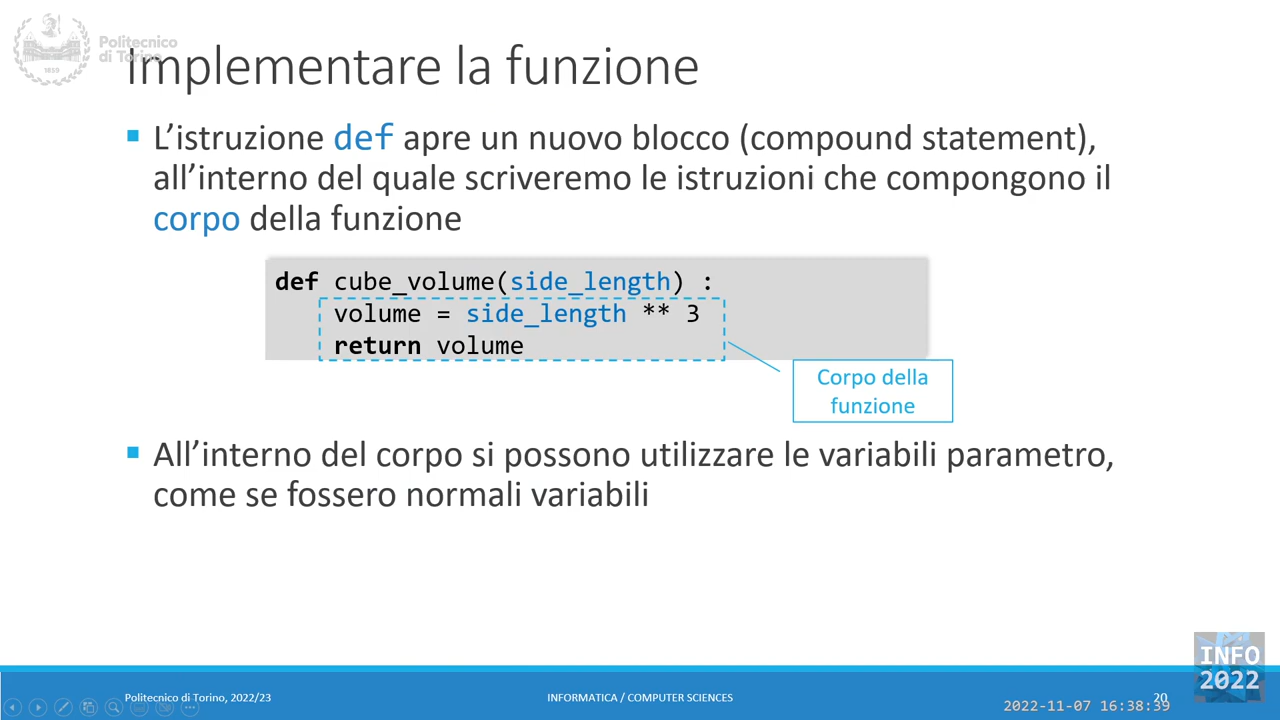 Politecnico
di Torino
1859
Implementare la funzione
L’istruzione def apre un nuovo blocco (compound statement),
all’interno del quale scriveremo le istruzioni che compongono il
corpo della funzione
def cube_volume(side_length) :
volume = side_length ** 3
return volume
Corpo della
funzione
All’interno del corpo si possono utilizzare le variabili parametro,
come se fossero normali variabili
INFO
2022
Politecnico di Torino, 2022/23
INFORMATICA / COMPUTER SCIENCES
20
2022-11-07 16:38:39